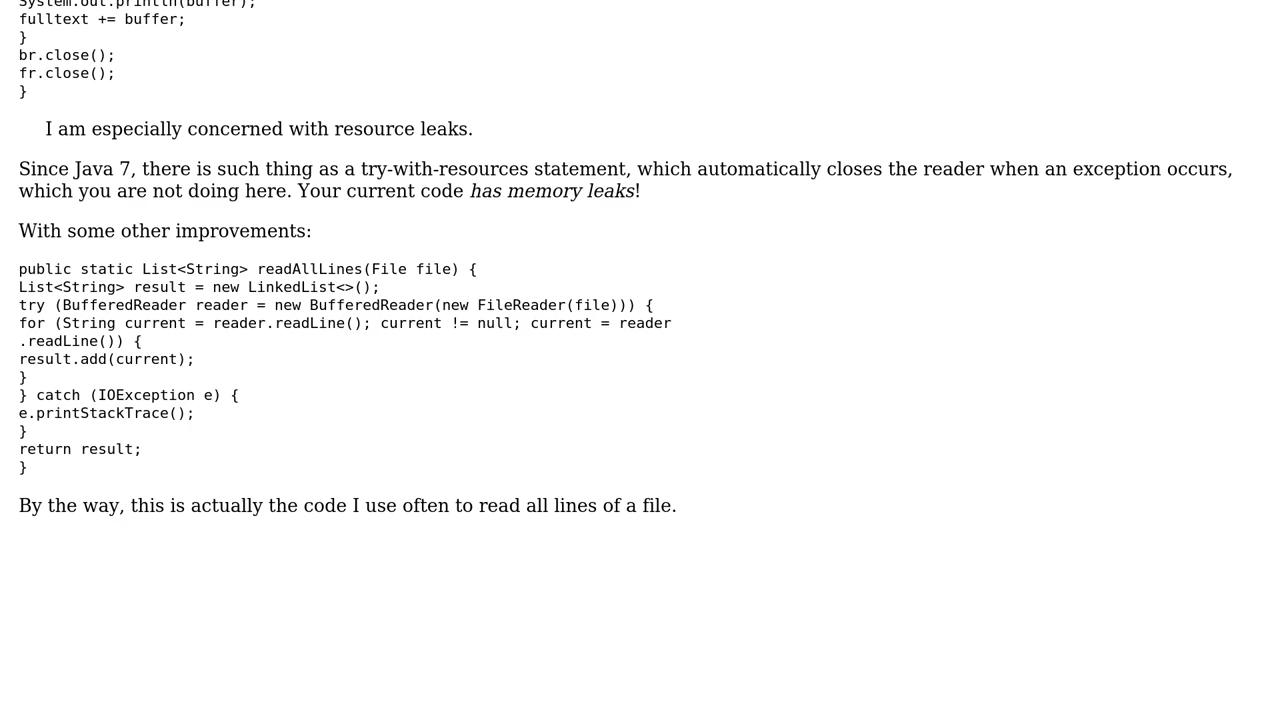 System.out.println(buffer);
fulltext += buffer;
}
br.close();
fr.close();
}
I am especially concerned with resource leaks.
Since Java 7, there is such thing as a try-with-resources statement, which automatically closes the reader when an exception occurs,
which you are not doing here. Your current code has memory leaks!
With some other improvements:
public static List<String> readAllLines(File file) {
List<String> result = new LinkedList<>();
try (BufferedReader reader = new BufferedReader(new FileReader(file))) {
for (String current = reader.readLine(); current != null; current = reader
.readLine()) {
result.add(current);
}
} catch (IOException e) {
e.printStackTrace();
}
return result;
}
By the way, this is actually the code I use often to read all lines of a file.